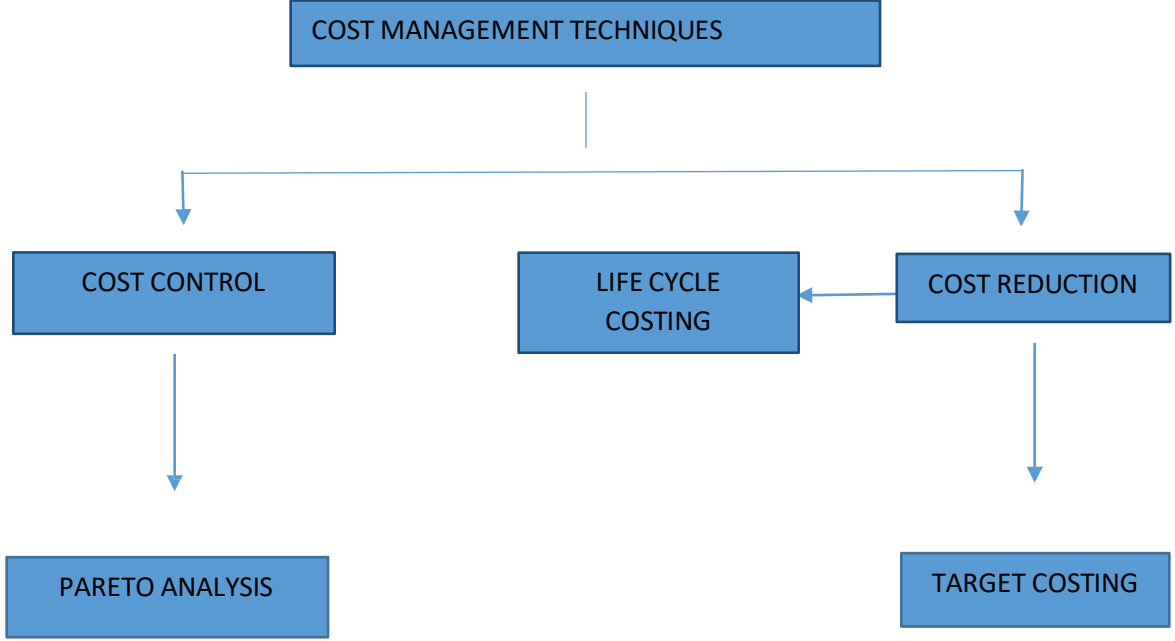 COST MANAGEMENT TECHNIQUES
COST CONTROL
LIFE CYCLE
COSTING
COST REDUCTION
PARETO ANALYSIS
TARGET COSTING